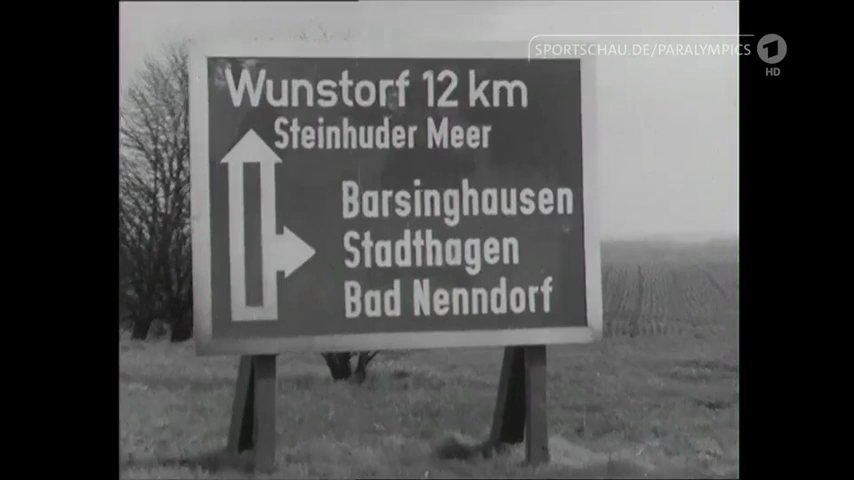 SPORTSCHAU.DE/PARALYMPICS
1
HD
Wunstorf 12 km
Steinhuder Meer
Barsinghausen
Stadthagen
Bad Nenndorf